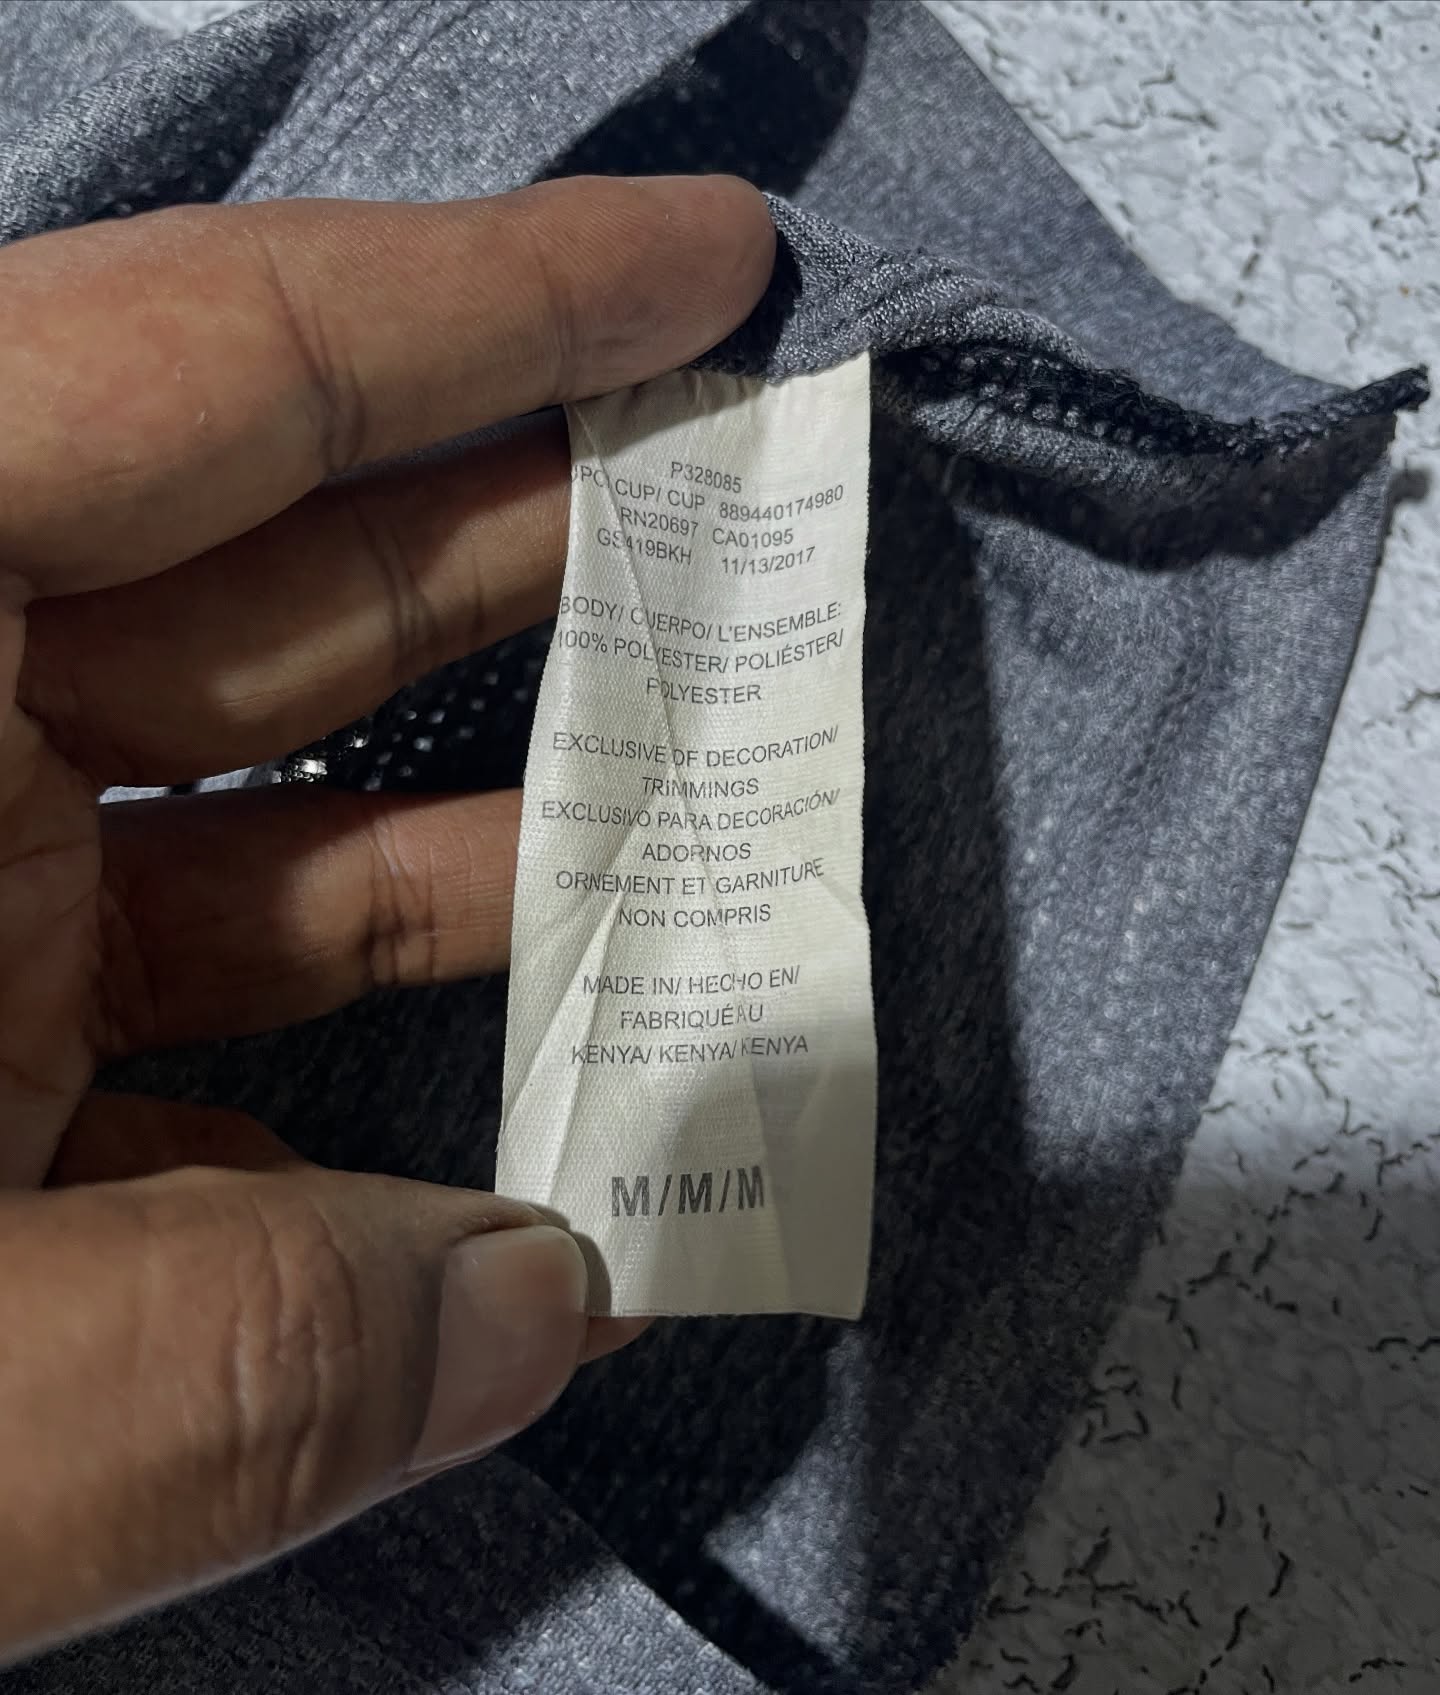 P328085
UPC/ CUP/ CUP 889440174980
RN20697 CA01095
GS419BKH 11/13/2017
BODY/ CUERPO/ L'ENSEMBLE:
100% POLYESTER/ POLIÉSTER/
POLYESTER
EXCLUSIVE OF DECORATION/
TRIMMINGS
EXCLUSIVO PARA DECORACIÓN/
ADORNOS
ORNEMENT ET GARNITURE
NON COMPRIS
MADE IN/ HECHO EN/
FABRIQUÉ AU
KENYA/ KENYA/ KENYA
M/M/M